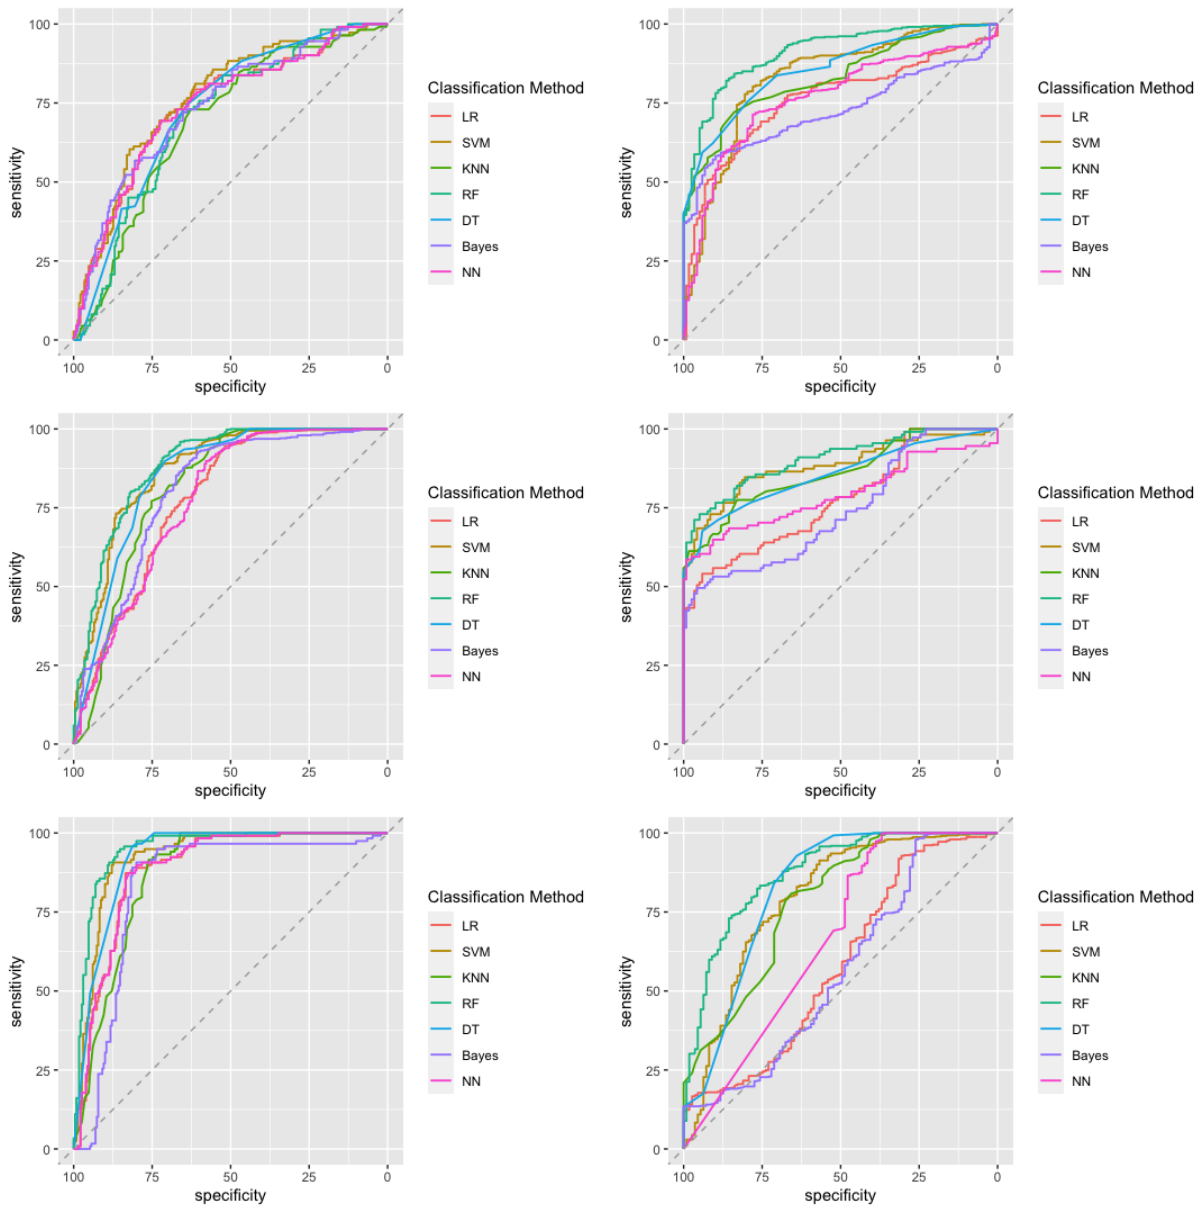 100
75
50
25
0
sensitivity
100 75 50 25 0
specificity
Classification Method
LR
SVM
KNN
RF
DT
Bayes
NN
100
75
50
25
0
sensitivity
100 75 50 25 0
specificity
Classification Method
LR
SVM
KNN
RF
DT
Bayes
NN
100
75
50
25
0
sensitivity
100 75 50 25 0
specificity
Classification Method
LR
SVM
KNN
RF
DT
Bayes
NN
100
75
50
25
0
sensitivity
100 75 50 25 0
specificity
Classification Method
LR
SVM
KNN
RF
DT
Bayes
NN
100
75
50
25
0
sensitivity
100 75 50 25 0
specificity
Classification Method
LR
SVM
KNN
RF
DT
Bayes
NN
100
75
50
25
0
sensitivity
100 75 50 25 0
specificity
Classification Method
LR
SVM
KNN
RF
DT
Bayes
NN